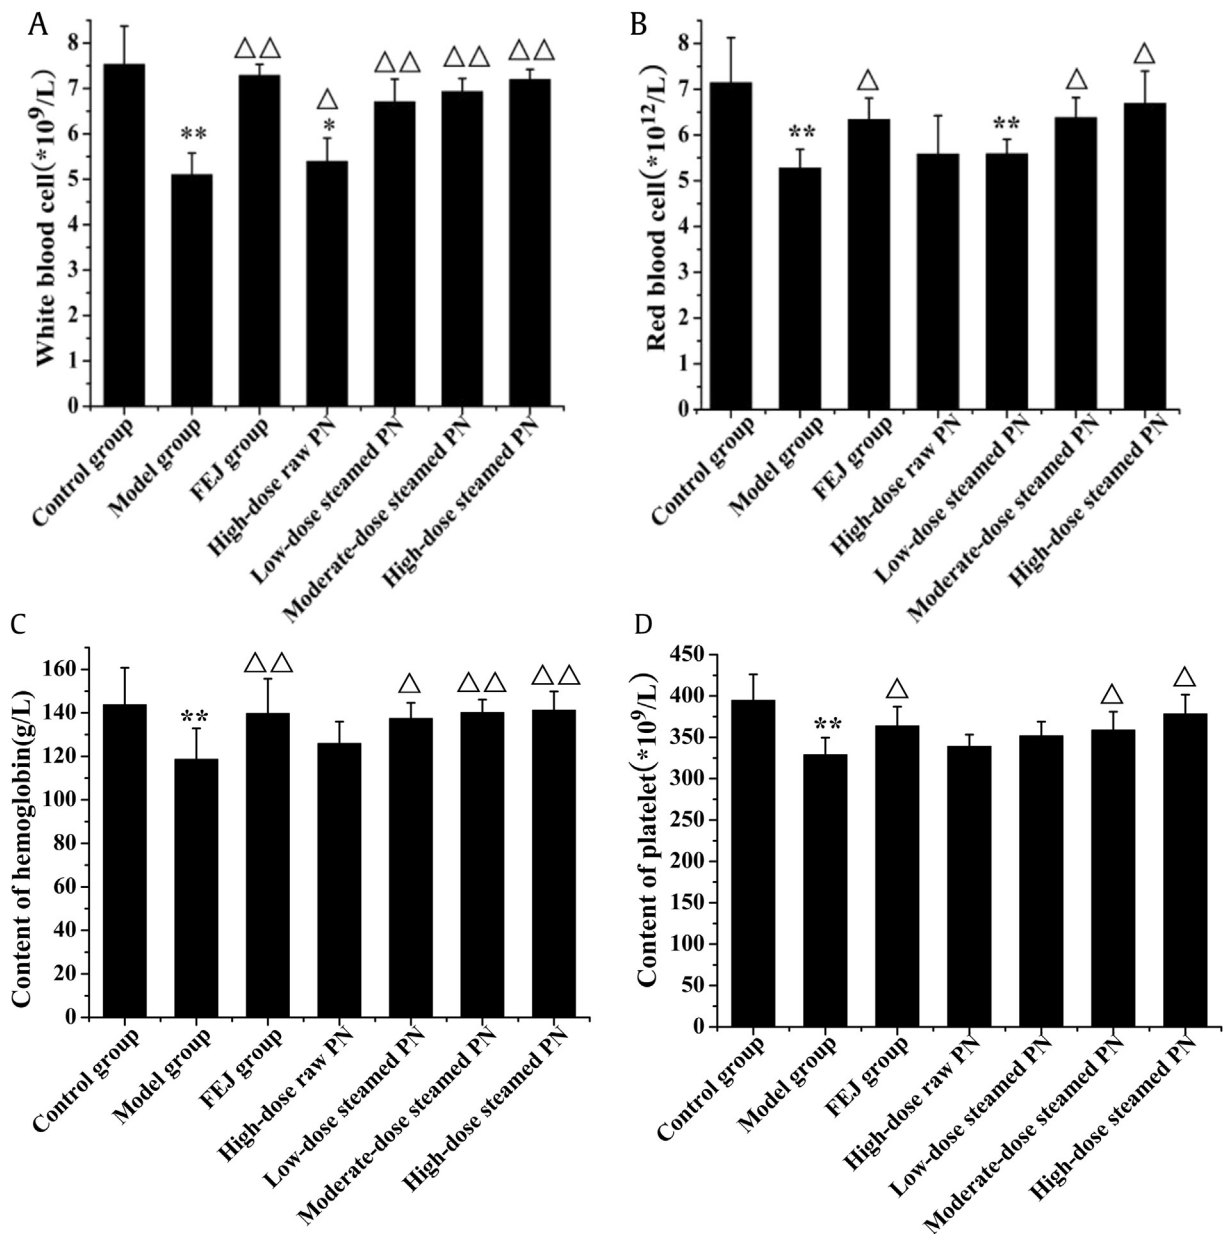 A
White blood cell(*10⁹/L)
8
7
6
5
4
3
2
1
0
△△
**
△
*
△△
△△
△△
Control group
Model group
FEJ group
High-dose raw PN
Low-dose steamed PN
Moderate-dose steamed PN
High-dose steamed PN
B
Red blood cell(*10¹²/L)
8
7
6
5
4
3
2
1
0
**
△
**
△
△
Control group
Model group
FEJ group
High-dose raw PN
Low-dose steamed PN
Moderate-dose steamed PN
High-dose steamed PN
C
Content of hemoglobin(g/L)
160
140
120
100
80
60
40
20
0
**
△△
△
△△
△△
Control group
Model group
FEJ group
High-dose raw PN
Low-dose steamed PN
Moderate-dose steamed PN
High-dose steamed PN
D
Content of platelet(*10⁹/L)
450
400
350
300
250
200
150
100
50
0
**
△
△
△
Control group
Model group
FEJ group
High-dose raw PN
Low-dose steamed PN
Moderate-dose steamed PN
High-dose steamed PN